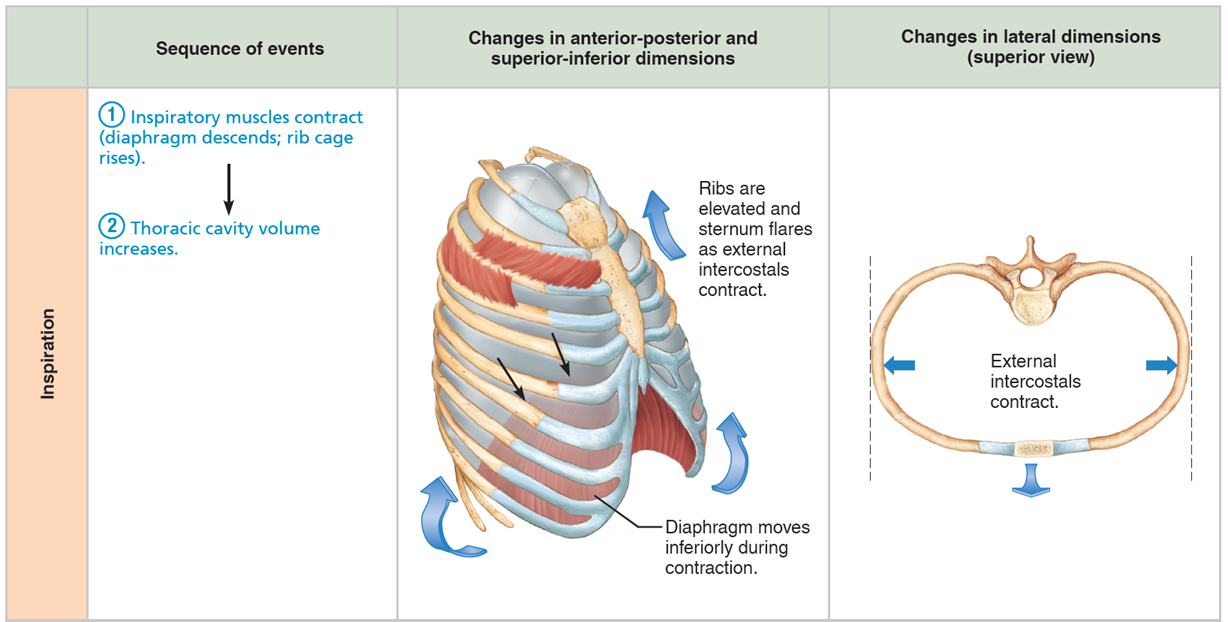 Sequence of events
Changes in anterior-posterior and
superior-inferior dimensions
Changes in lateral dimensions
(superior view)
Inspiration
1 Inspiratory muscles contract
(diaphragm descends; rib cage
rises).
2 Thoracic cavity volume
increases.
Ribs are
elevated and
sternum flares
as external
intercostals
contract.
Diaphragm moves
inferiorly during
contraction.
External
intercostals
contract.